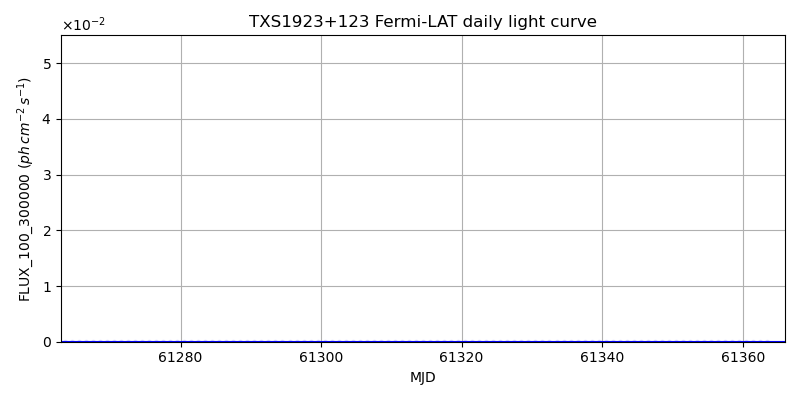 TXS1923+123 Fermi-LAT daily light curve
×10⁻²
FLUX_100_300000 (ph cm⁻² s⁻¹)
5
4
3
2
1
0
61280 61300 61320 61340 61360
MJD